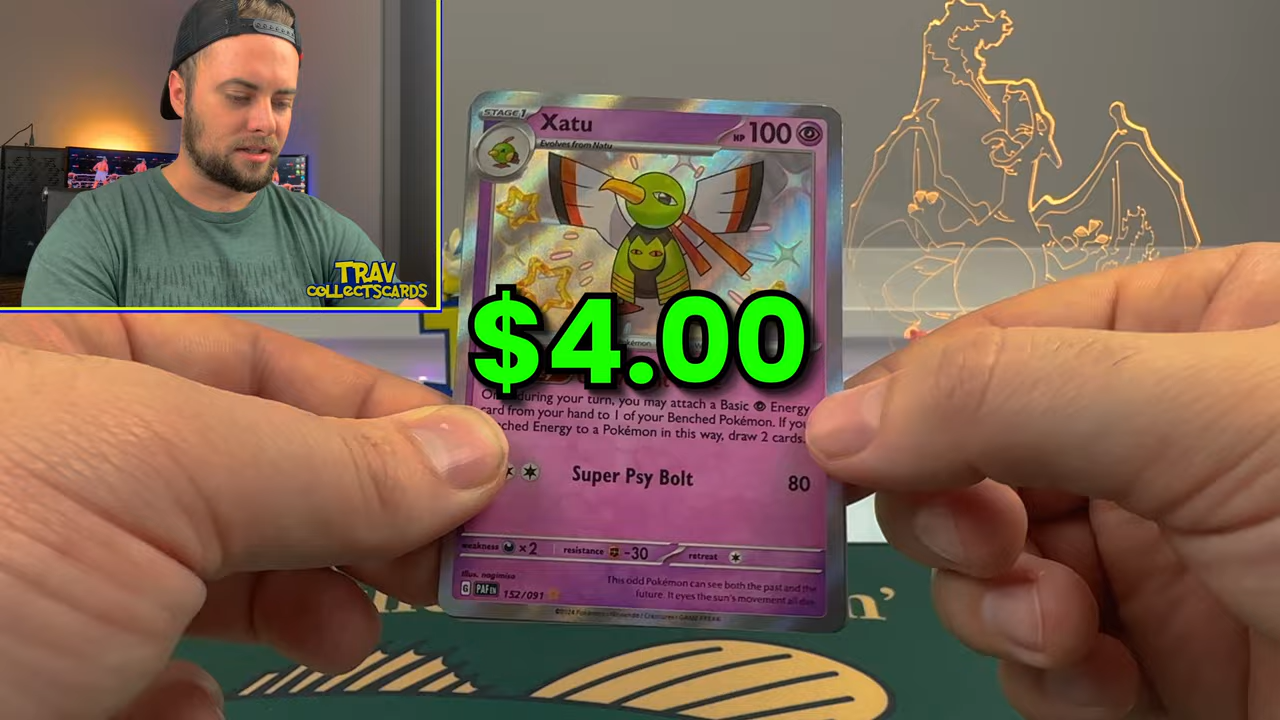 TRAV
COLLECTSCARDS
STAGE 1
Xatu
HP 100
Evolves from Natu
$4.00
during your turn, you may attach a Basic Energy
card from your hand to 1 of your Benched Pokémon. If you
Energy to a Pokémon in this way, draw 2 cards.
Super Psy Bolt
80
weakness ×2 resistance -30 retreat
Illus. nagimiso
This odd Pokémon can see both the past and the
future. It eyes the sun's movement all day.
G PAF EN 152/091
©2024 Pokémon / Nintendo / Creatures / GAME FREAK